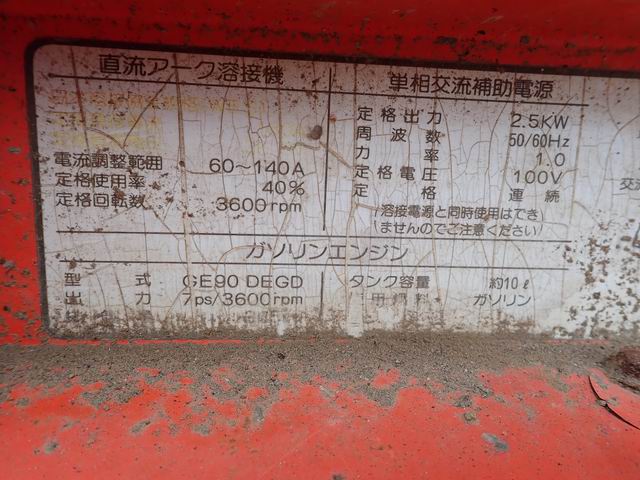 直流アーク溶接機
電流調整範囲 60～140A
定格使用率 40%
定格回転数 3600rpm
単相交流補助電源
定格出力 2.5KW
周波数 50/60Hz
力率 1.0
定格電圧 100V
定格 連続
(溶接電源と同時使用はでき
ませんのでご注意ください)
ガソリンエンジン
型式 GE90 DEGD
出力 7ps/3600rpm
タンク容量 約10ℓ
使用燃料 ガソリン
交